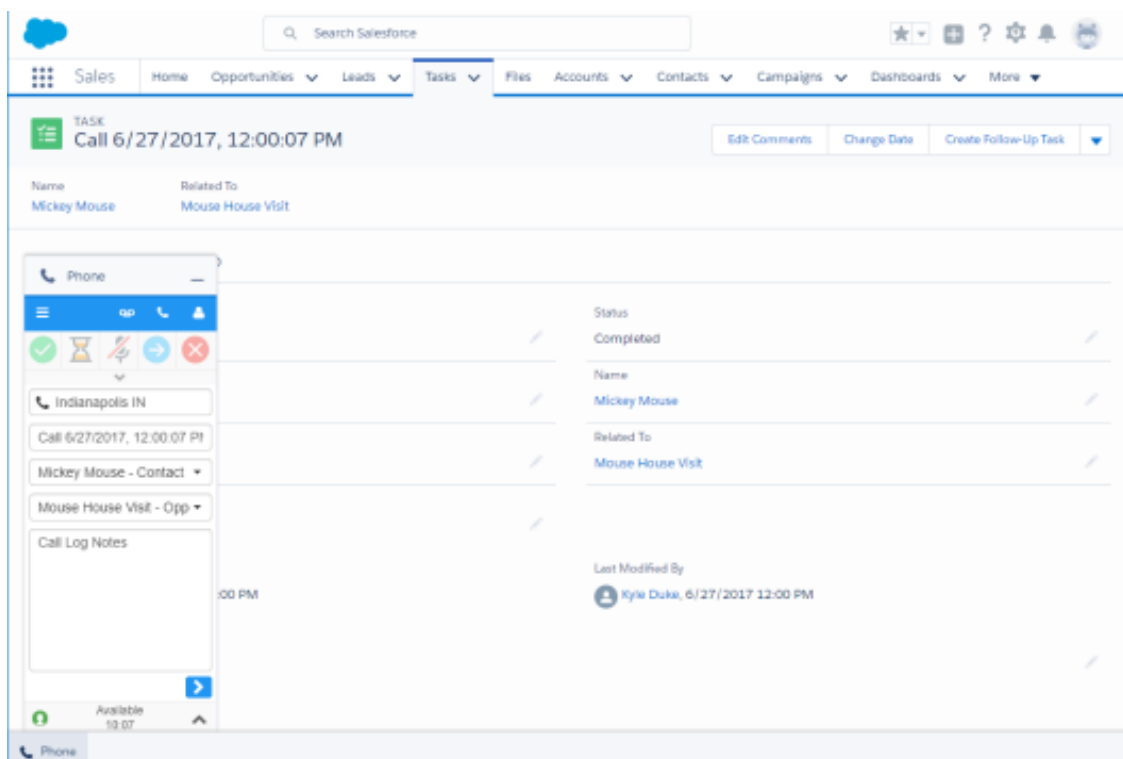 Search Salesforce
Sales Home Opportunities Leads Tasks Files Accounts Contacts Campaigns Dashboards More
TASK
Call 6/27/2017, 12:00:07 PM
Edit Comments Change Date Create Follow-Up Task
Name Related To
Mickey Mouse Mouse House Visit
Phone
Indianapolis IN
Call 6/27/2017, 12:00:07 PM
Mickey Mouse - Contact
Mouse House Visit - Opp
Call Log Notes
Available
10:07
Status
Completed
Name
Mickey Mouse
Related To
Mouse House Visit
Last Modified By
:00 PM
Kyle Duke, 6/27/2017 12:00 PM
Phone